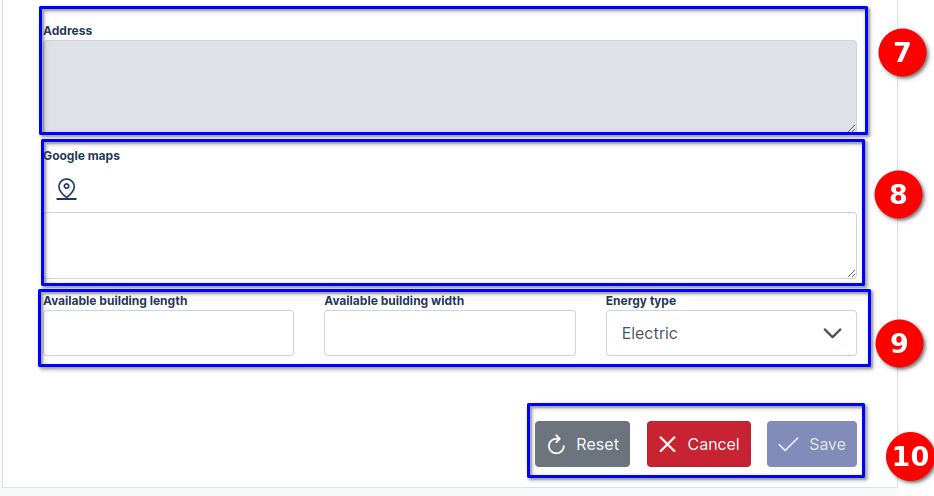 Address
7
Google maps
8
Available building length Available building width Energy type
Electric
9
Reset Cancel Save
10